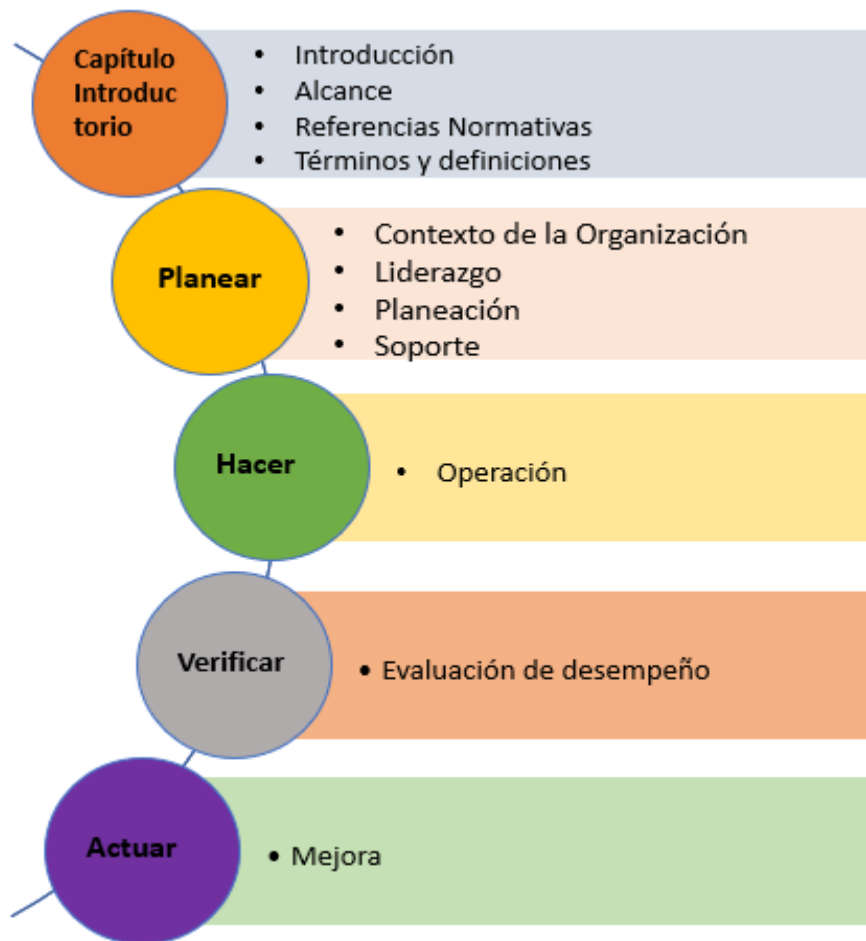 Capítulo
Introduc
torio
• Introducción
• Alcance
• Referencias Normativas
• Términos y definiciones
Planear
• Contexto de la Organización
• Liderazgo
• Planeación
• Soporte
Hacer
• Operación
Verificar
• Evaluación de desempeño
Actuar
• Mejora